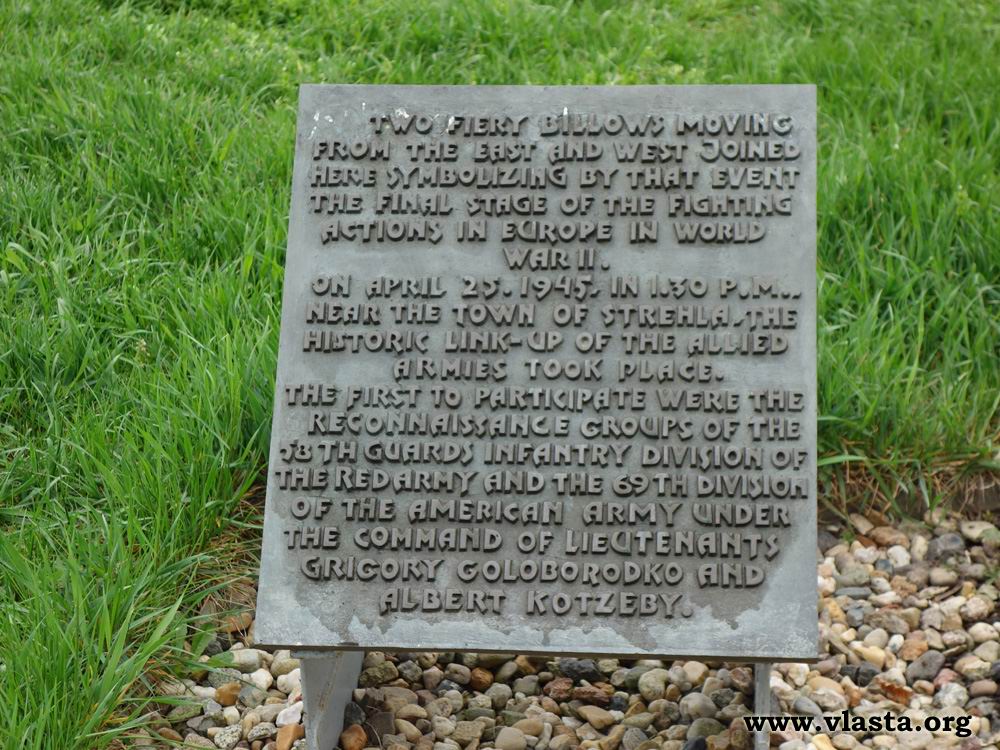 TWO FIERY BILLOWS MOVING
FROM THE EAST AND WEST JOINED
HERE SYMBOLIZING BY THAT EVENT
THE FINAL STAGE OF THE FIGHTING
ACTIONS IN EUROPE IN WORLD
WAR II.
ON APRIL 25. 1945. IN 1.30 P.M.,
NEAR THE TOWN OF STREHLA, THE
HISTORIC LINK-UP OF THE ALLIED
ARMIES TOOK PLACE.
THE FIRST TO PARTICIPATE WERE THE
RECONNAISSANCE GROUPS OF THE
58TH GUARDS INFANTRY DIVISION OF
THE RED ARMY AND THE 69TH DIVISION
OF THE AMERICAN ARMY UNDER
THE COMMAND OF LIEUTENANTS
GRIGORY GOLOBORODKO AND
ALBERT KOTZEBY.
www.vlasta.org